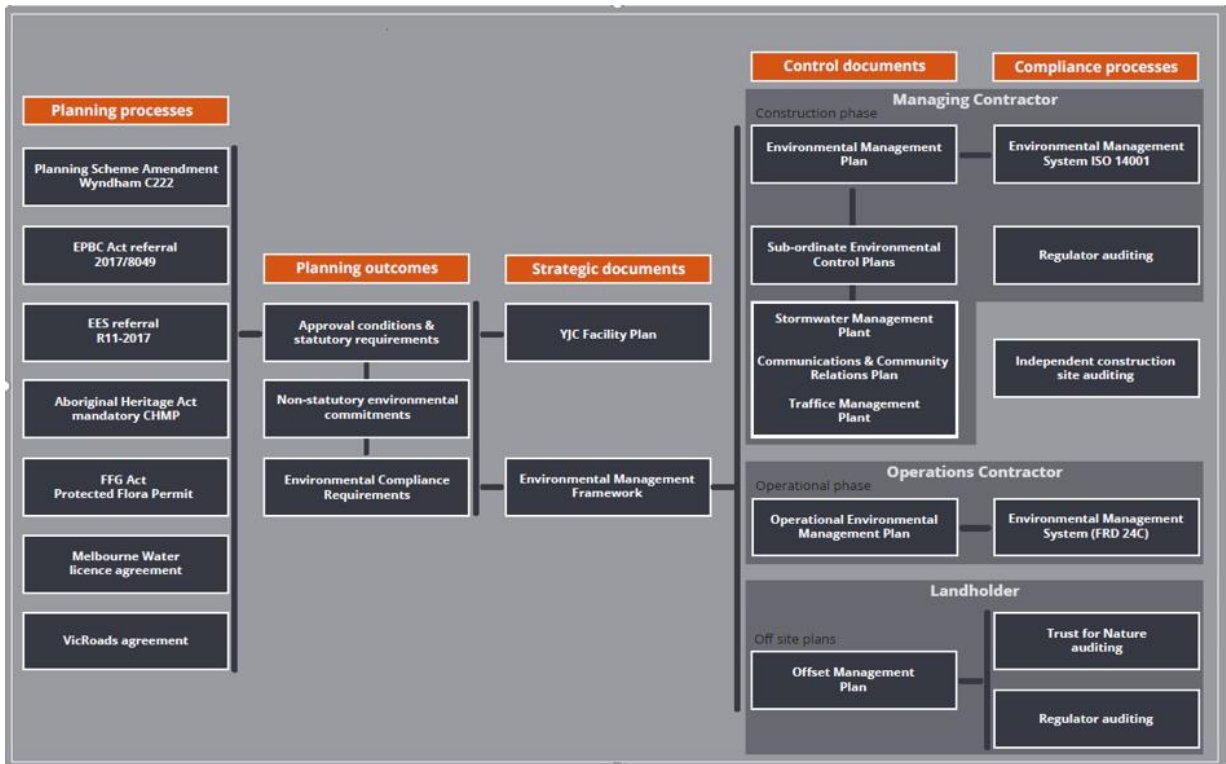 Planning processes
Planning Scheme Amendment
Wyndham C222
EPBC Act referral
2017/8049
EES referral
R11-2017
Aboriginal Heritage Act
mandatory CHMP
FFG Act
Protected Flora Permit
Melbourne Water
licence agreement
VicRoads agreement
Planning outcomes
Approval conditions &
statutory requirements
Non-statutory environmental
commitments
Environmental Compliance
Requirements
Strategic documents
YJC Facility Plan
Environmental Management
Framework
Control documents
Compliance processes
Managing Contractor
Construction phase
Environmental Management
Plan
Environmental Management
System ISO 14001
Sub-ordinate Environmental
Control Plans
Regulator auditing
Stormwater Management
Plant
Communications & Community
Relations Plan
Traffice Management
Plant
Independent construction
site auditing
Operations Contractor
Operational phase
Operational Environmental
Management Plan
Environmental Management
System (FRD 24C)
Landholder
Off site plans
Offset Management
Plan
Trust for Nature
auditing
Regulator auditing